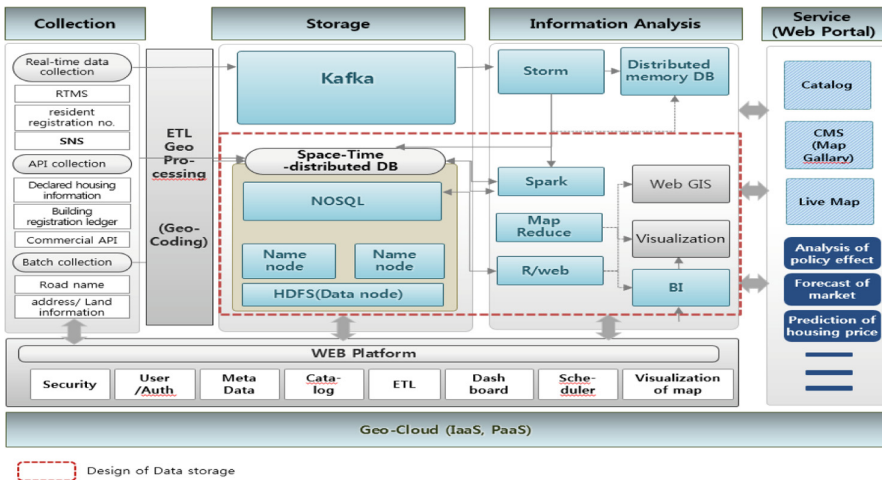 Collection
Storage
Information Analysis
Service
(Web Portal)
Real-time data
collection
RTMS
resident
registration no.
SNS
API collection
Declared housing
information
Building
registration ledger
Commercial API
Batch collection
Road name
address/ Land
information
ETL
Geo
Pro-
cessing
(Geo-
Coding)
Kafka
Space-Time
-distributed DB
NOSQL
Name
node
Name
node
HDFS(Data node)
Storm
Distributed
memory DB
Spark
Web GIS
Map
Reduce
Visualization
R/web
BI
Catalog
CMS
(Map
Gallary)
Live Map
Analysis of
policy effect
Forecast of
market
Prediction of
housing price
WEB Platform
Security
User
/Auth
Meta
Data
Cata-
log
ETL
Dash
board
Sche-
duler
Visualization
of map
Geo-Cloud (IaaS, PaaS)
Design of Data storage